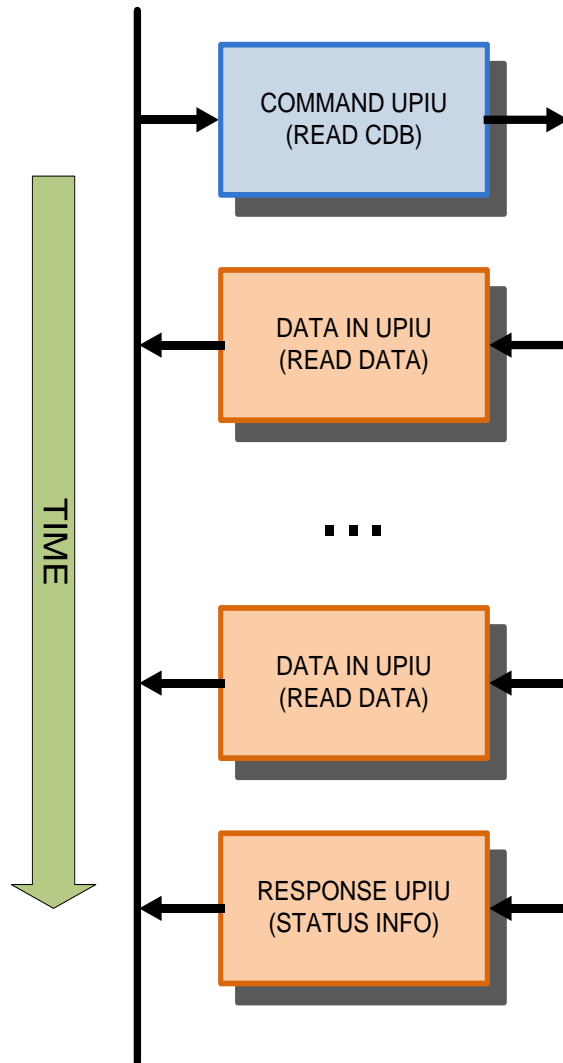 COMMAND UPIU
(READ CDB)
DATA IN UPIU
(READ DATA)
TIME
...
DATA IN UPIU
(READ DATA)
RESPONSE UPIU
(STATUS INFO)